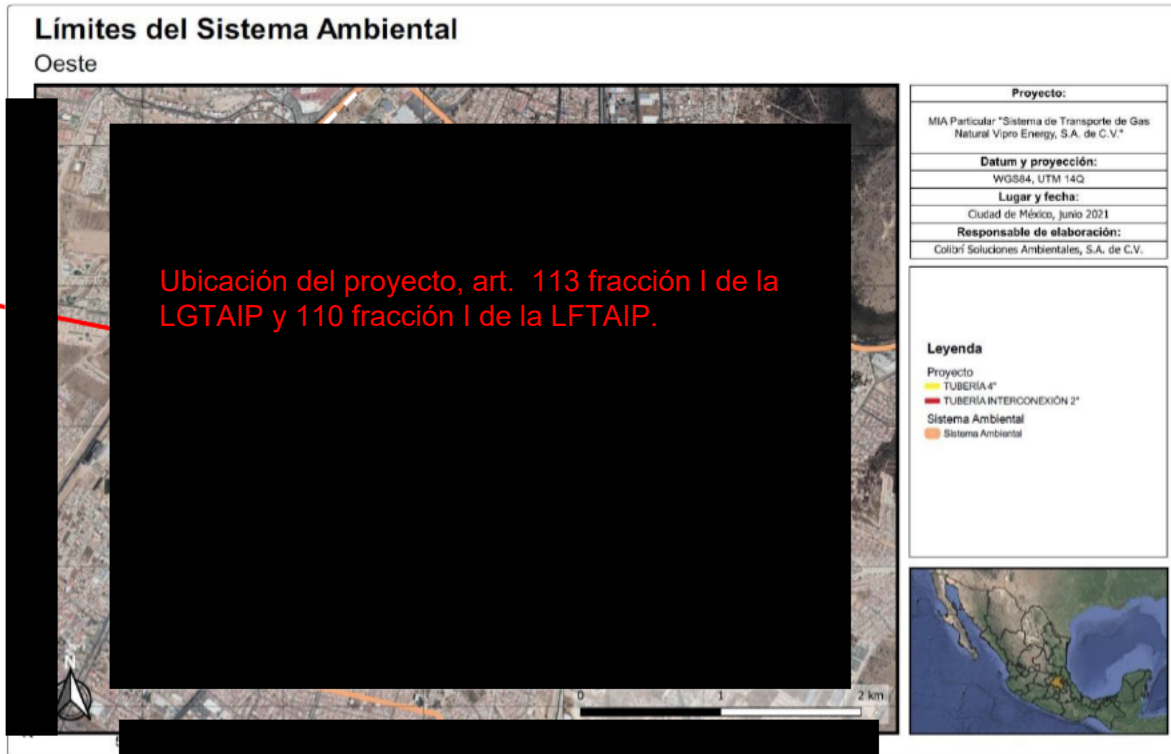 Límites del Sistema Ambiental
Oeste
Ubicación del proyecto, art. 113 fracción I de la
LGTAIP y 110 fracción I de la LFTAIP.
N
0 1 2 km
Proyecto:
MIA Particular "Sistema de Transporte de Gas
Natural Vipro Energy, S.A. de C.V."
Datum y proyección:
WGS84, UTM 14Q
Lugar y fecha:
Ciudad de México, junio 2021
Responsable de elaboración:
Colibrí Soluciones Ambientales, S.A. de C.V.
Leyenda
Proyecto
TUBERÍA 4"
TUBERÍA INTERCONEXIÓN 2"
Sistema Ambiental
Sistema Ambiental